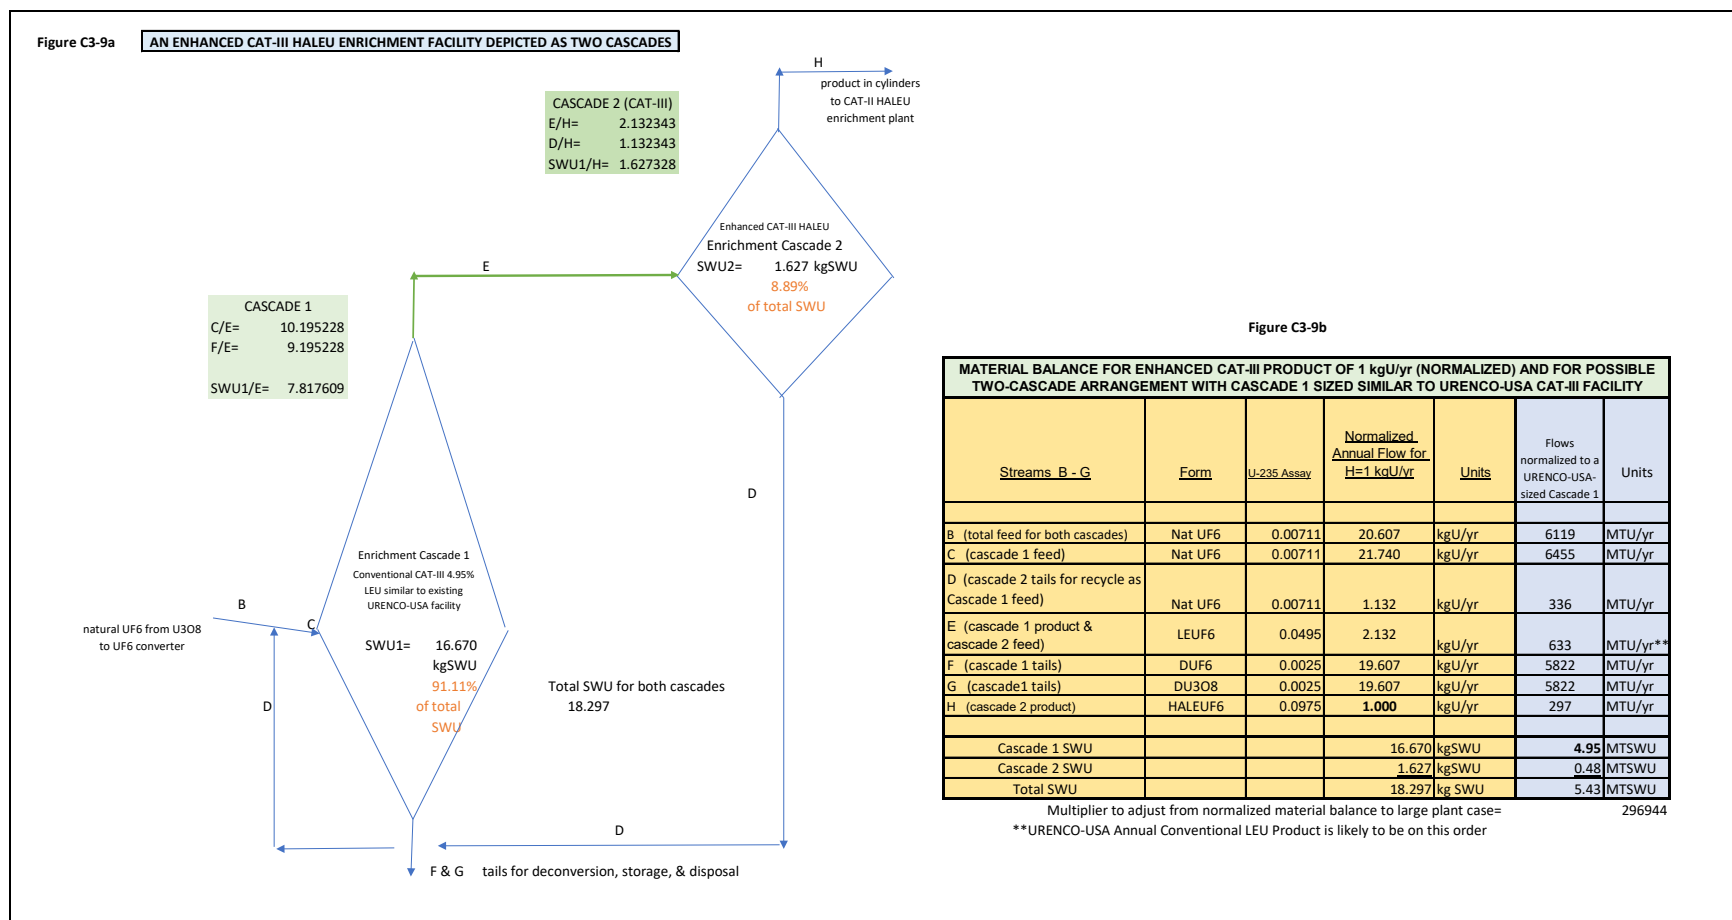 Figure C3-9a
AN ENHANCED CAT-III HALEU ENRICHMENT FACILITY DEPICTED AS TWO CASCADES
H
product in cylinders
to CAT-II HALEU
enrichment plant
CASCADE 2 (CAT-III)
E/H= 2.132343
D/H= 1.132343
SWU1/H= 1.627328
Enhanced CAT-III HALEU
Enrichment Cascade 2
SWU2= 1.627 kgSWU
8.89%
of total SWU
E
CASCADE 1
C/E= 10.195228
F/E= 9.195228
SWU1/E= 7.817609
D
Enrichment Cascade 1
Conventional CAT-III 4.95%
LEU similar to existing
URENCO-USA facility
B
C
natural UF6 from U3O8
to UF6 converter
SWU1= 16.670
kgSWU
91.11%
of total
SWU
D
Total SWU for both cascades
18.297
D
F & G tails for deconversion, storage, & disposal
Figure C3-9b
MATERIAL BALANCE FOR ENHANCED CAT-III PRODUCT OF 1 kgU/yr (NORMALIZED) AND FOR POSSIBLE
TWO-CASCADE ARRANGEMENT WITH CASCADE 1 SIZED SIMILAR TO URENCO-USA CAT-III FACILITY
Streams B - G
Form
U-235 Assay
Normalized
Annual Flow for
H=1 kgU/yr
Units
Flows
normalized to a
URENCO-USA-
sized Cascade 1
Units
B (total feed for both cascades) Nat UF6 0.00711 20.607 kgU/yr 6119 MTU/yr
C (cascade 1 feed) Nat UF6 0.00711 21.740 kgU/yr 6455 MTU/yr
D (cascade 2 tails for recycle as
Cascade 1 feed) Nat UF6 0.00711 1.132 kgU/yr 336 MTU/yr
E (cascade 1 product &
cascade 2 feed) LEUF6 0.0495 2.132 kgU/yr 633 MTU/yr**
F (cascade 1 tails) DUF6 0.0025 19.607 kgU/yr 5822 MTU/yr
G (cascade1 tails) DU3O8 0.0025 19.607 kgU/yr 5822 MTU/yr
H (cascade 2 product) HALEUF6 0.0975 1.000 kgU/yr 297 MTU/yr
Cascade 1 SWU 16.670 kgSWU 4.95 MTSWU
Cascade 2 SWU 1.627 kgSWU 0.48 MTSWU
Total SWU 18.297 kg SWU 5.43 MTSWU
Multiplier to adjust from normalized material balance to large plant case= 296944
**URENCO-USA Annual Conventional LEU Product is likely to be on this order